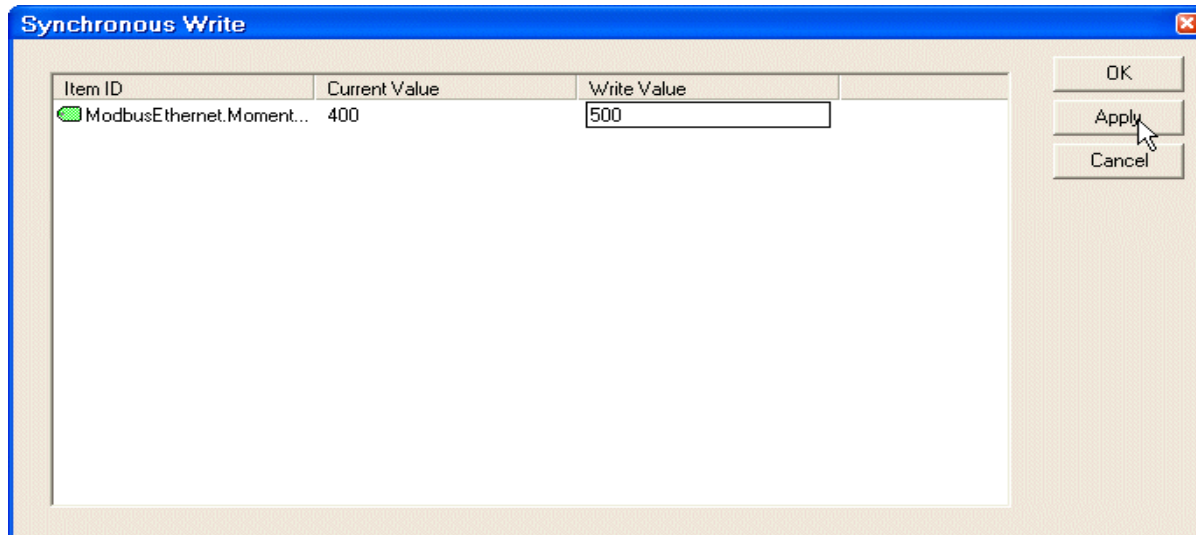 Synchronous Write
Item ID Current Value Write Value
ModbusEthernet.Moment... 400 500
OK
Apply
Cancel